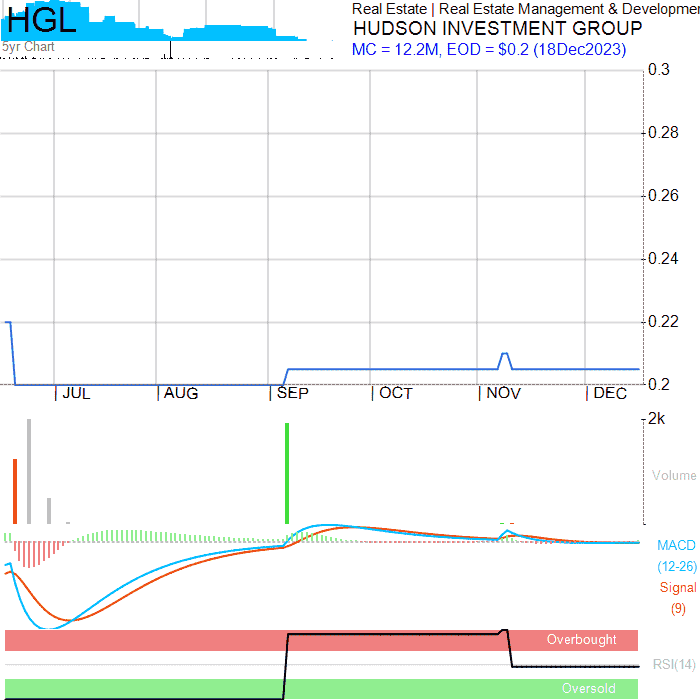 HGL
5yr Chart
Real Estate | Real Estate Management & Developmen
HUDSON INVESTMENT GROUP
MC = 12.2M, EOD = $0.2 (18Dec2023)
0.3
0.28
0.26
0.24
0.22
0.2
| JUL | AUG | SEP | OCT | NOV | DEC
2k
Volume
MACD
(12-26)
Signal
(9)
Overbought
RSI(14)
Oversold